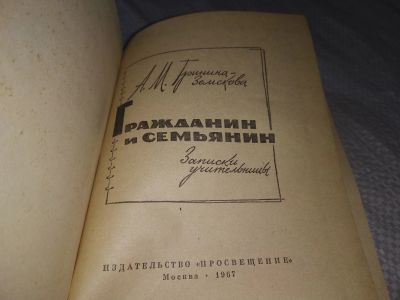 А. М. Гришина-
Земскова
ГРАЖДАНИН
И СЕМЬЯНИН
Записки
учительницы
ИЗДАТЕЛЬСТВО «ПРОСВЕЩЕНИЕ»
Москва • 1967